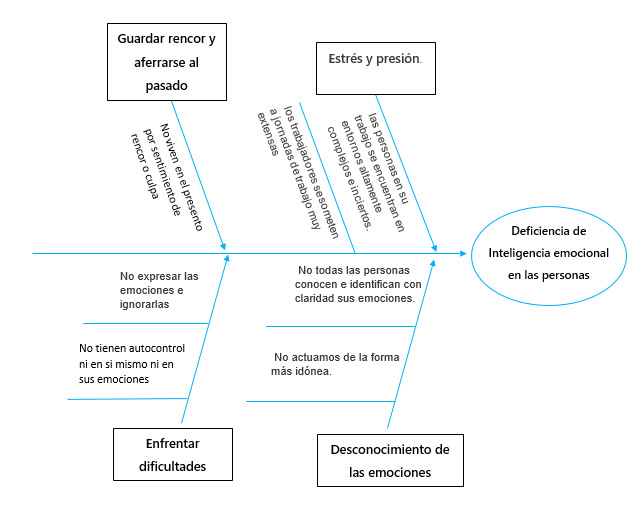 Guardar rencor y
aferrarse al
pasado
Estrés y presión.
No viven en el presento
por sentimiento de
rencor o culpa
los trabajadores se someten
a jornadas de trabajo muy
extensas
las personas en su
trabajo se encuentran en
entornos altamente
complejos e inciertos.
Deficiencia de
Inteligencia emocional
en las personas
No expresar las
emociones e
ignorarlas
No todas las personas
conocen e identifican con
claridad sus emociones.
No tienen autocontrol
ni en si mismo ni en
sus emociones
No actuamos de la forma
más idónea.
Enfrentar
dificultades
Desconocimiento de
las emociones